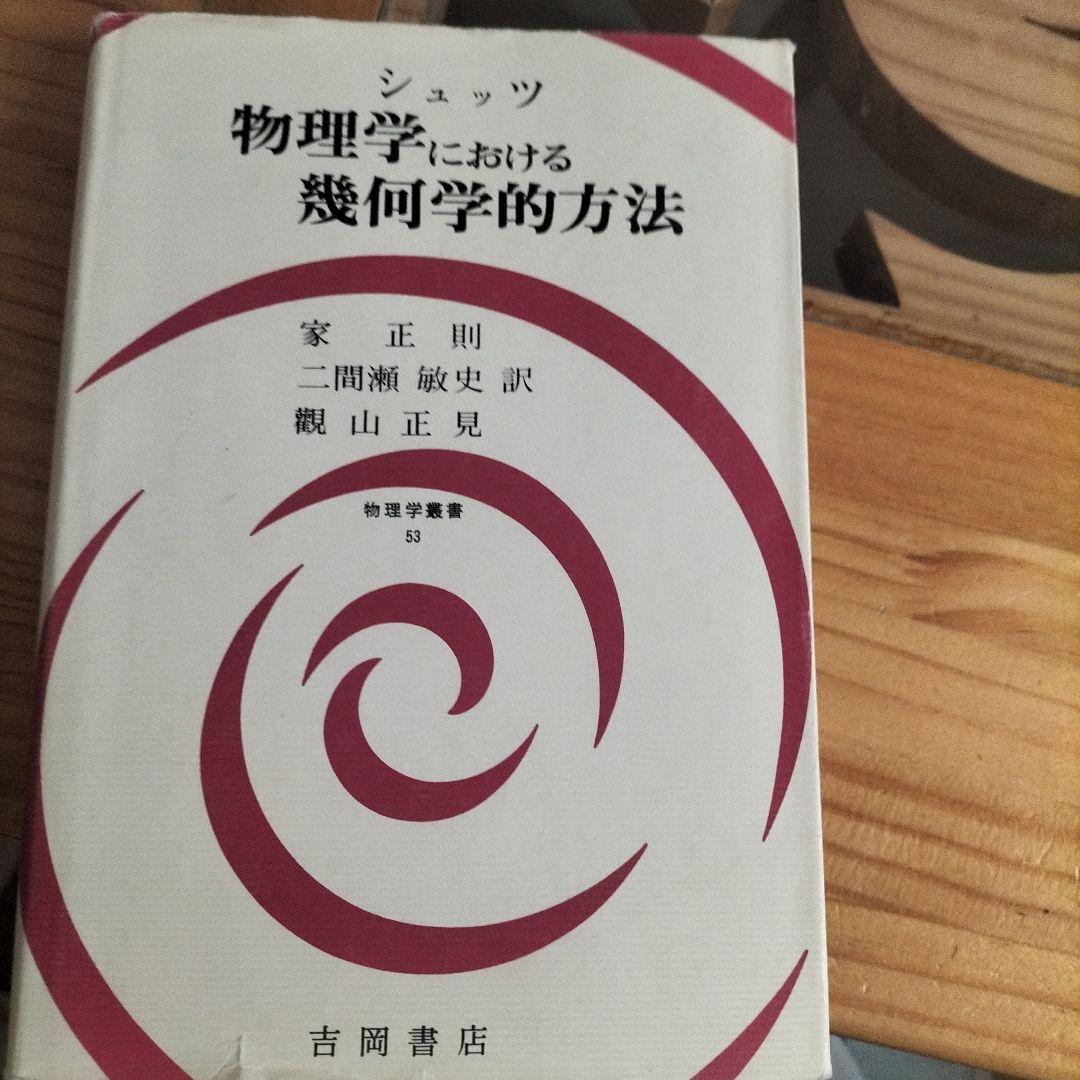 シュッツ
物理学における
幾何学的方法
家 正 則
二間瀬 敏史 訳
觀 山 正 見
物理学叢書
53
吉岡書店